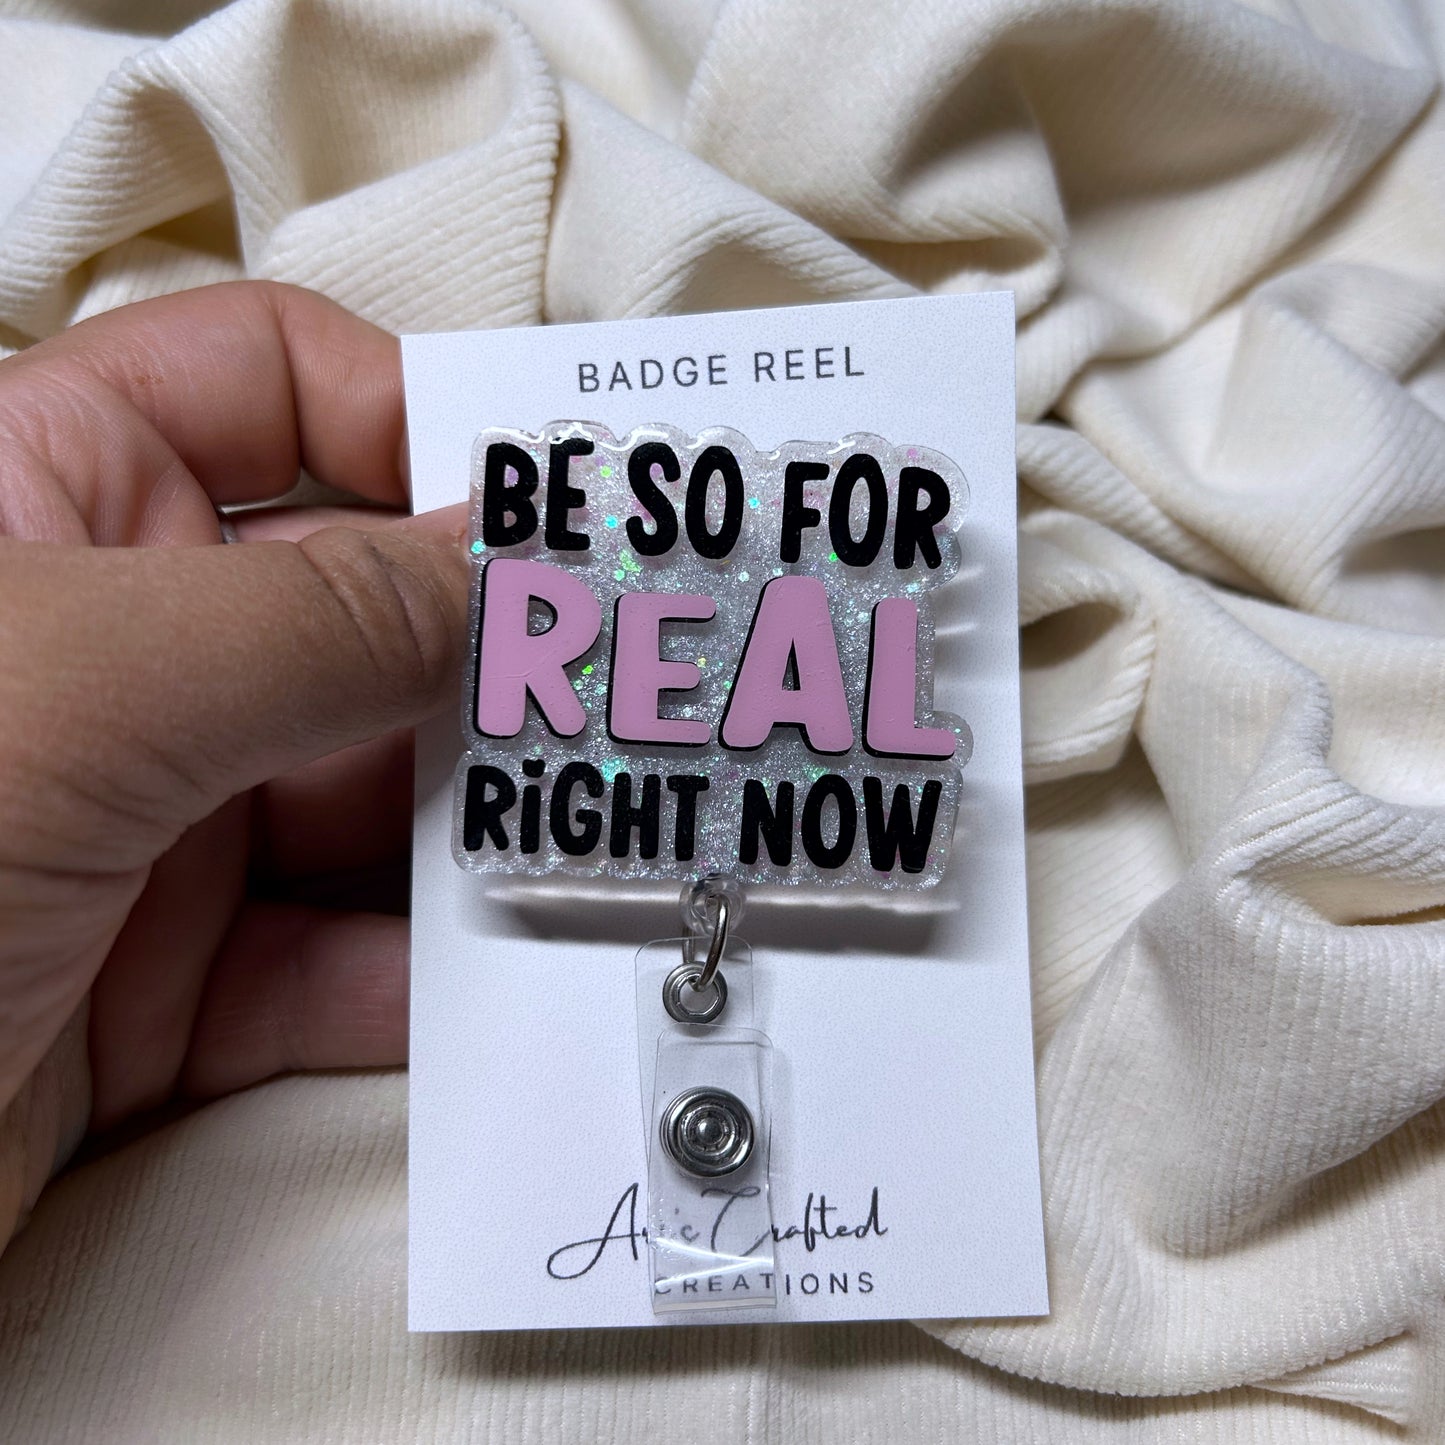 BADGE REEL
BE SO FOR
REAL
RiGHT NOW
Crafted
CREATIONS